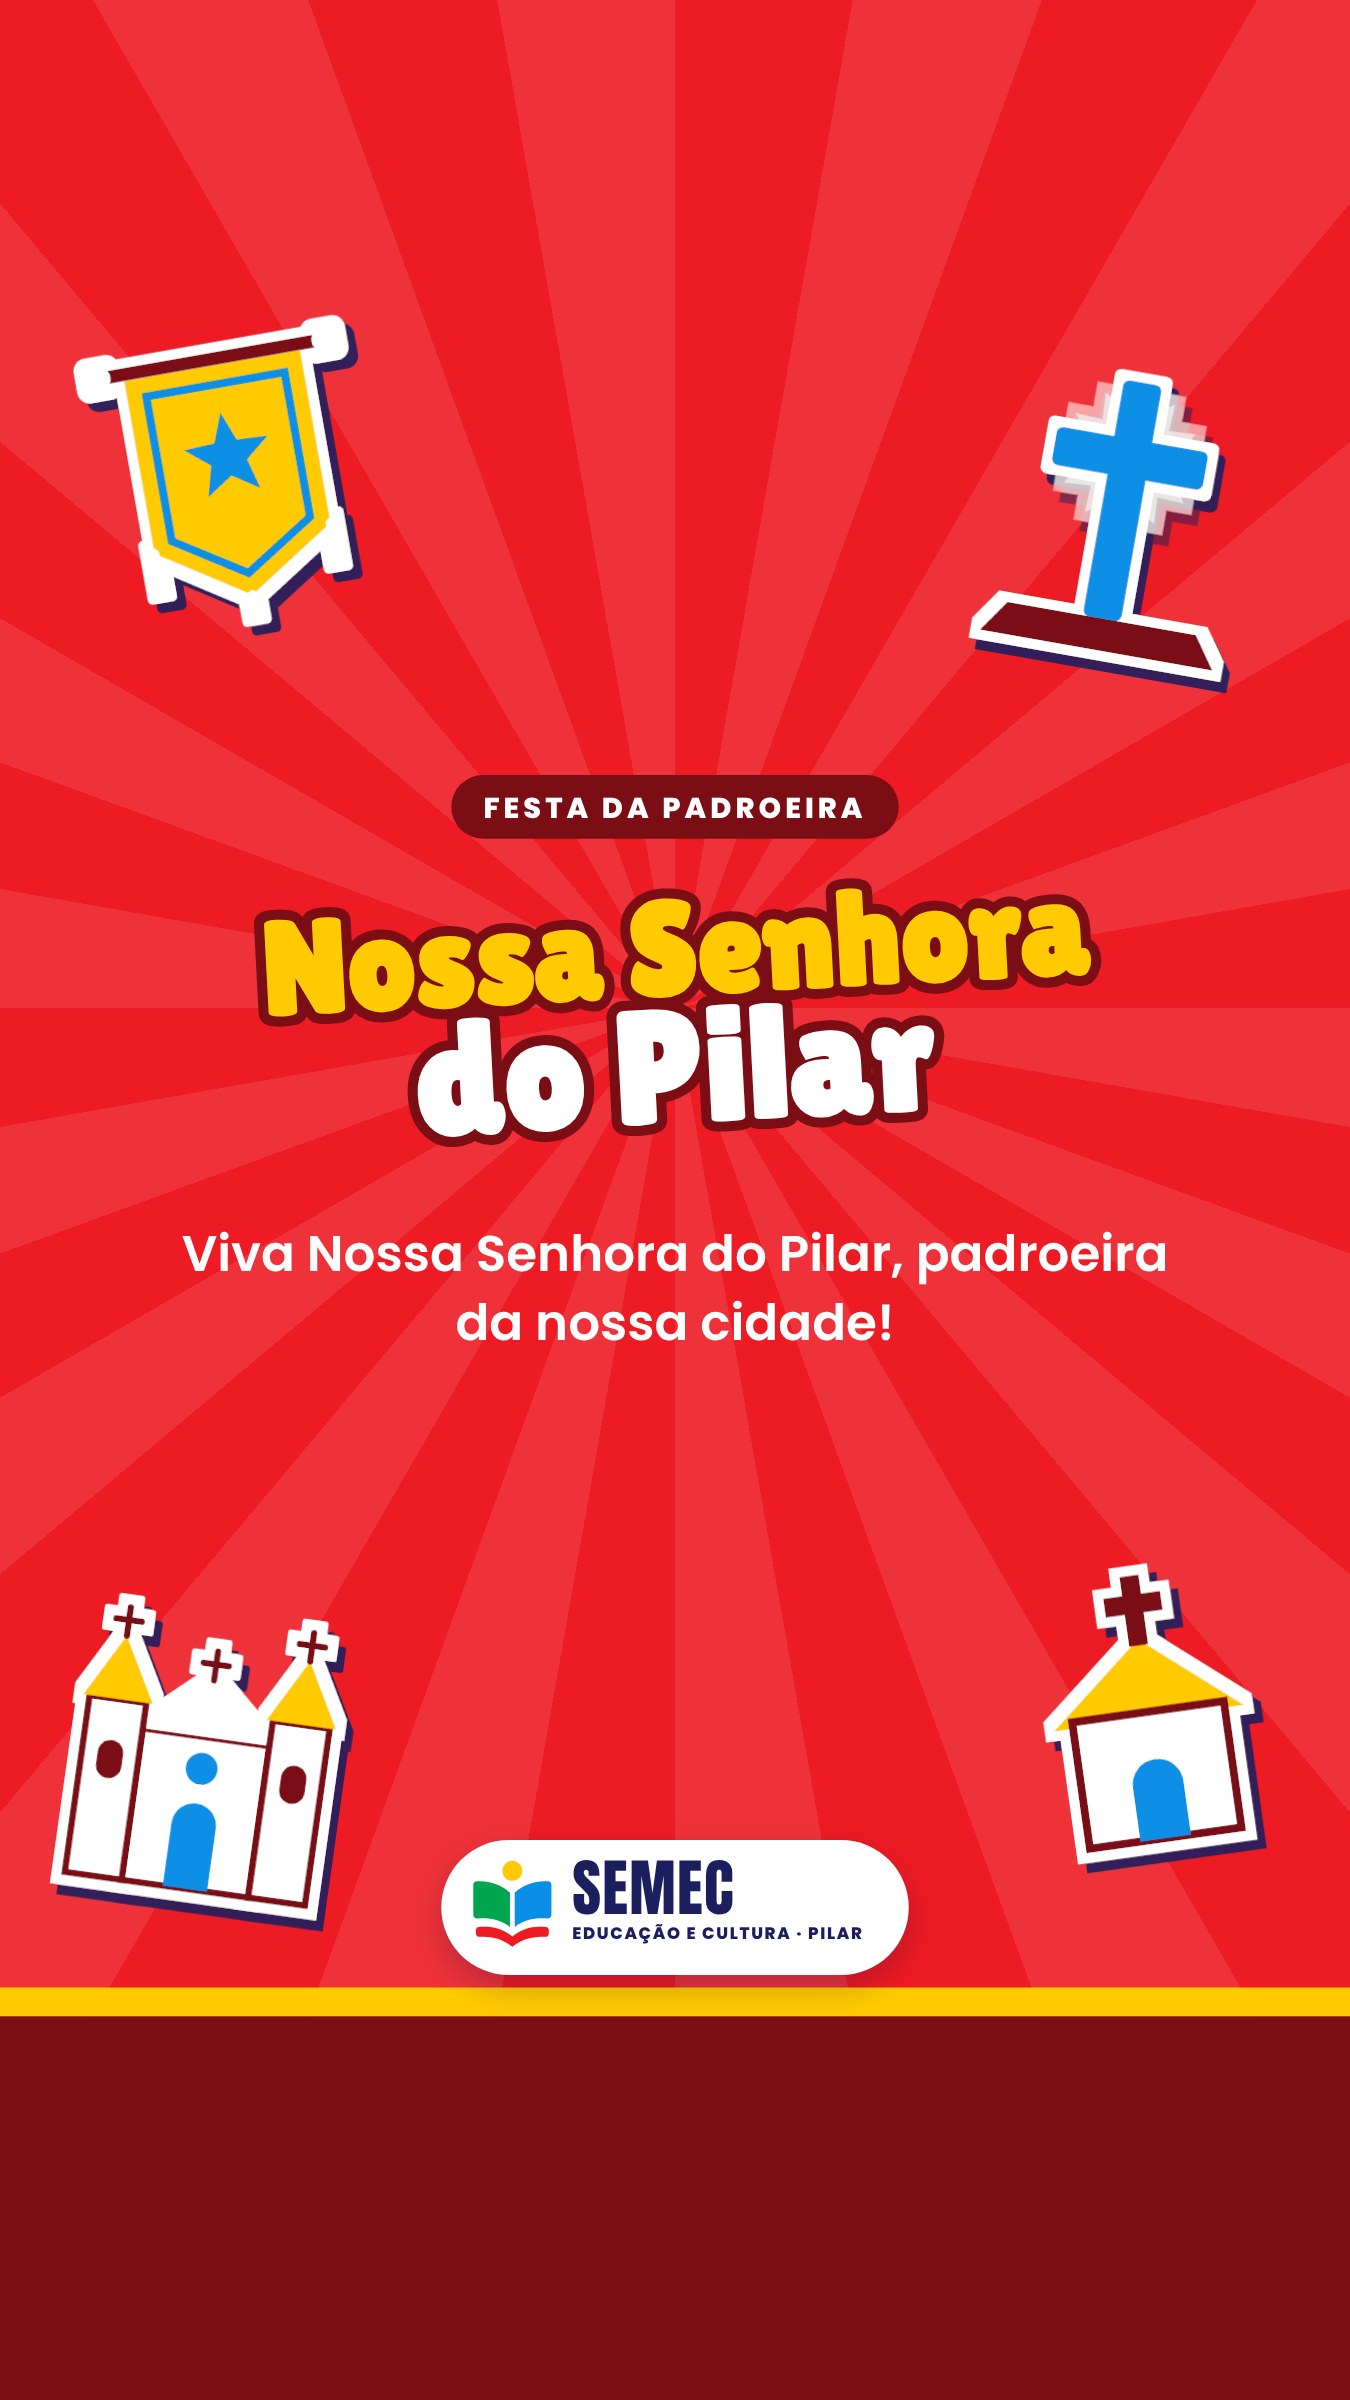 FESTA DA PADROEIRA
Nossa Senhora
do Pilar
Viva Nossa Senhora do Pilar, padroeira
da nossa cidade!
SEMEC
EDUCAÇÃO E CULTURA · PILAR